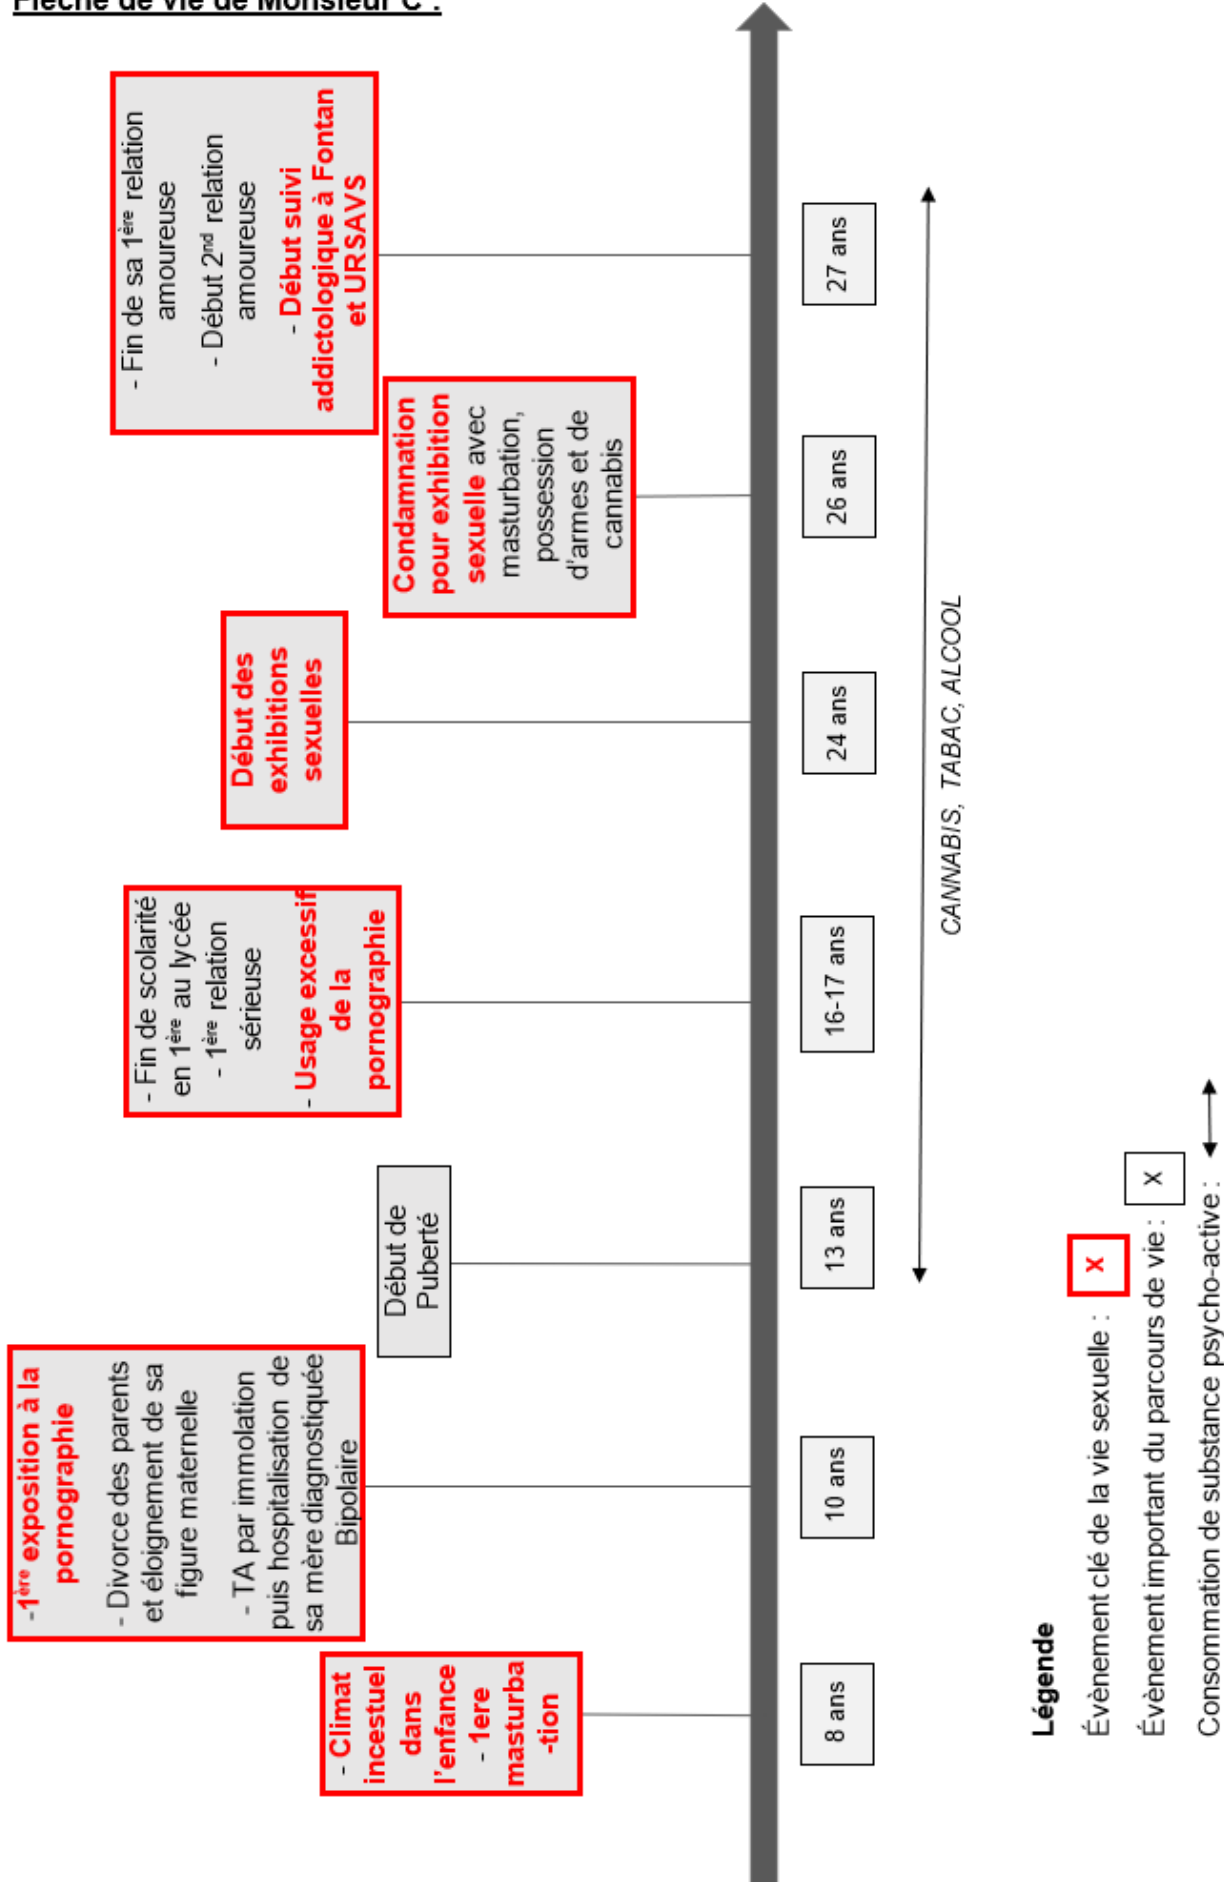 Flèche de vie de Monsieur C :
- Climat
incestuel
dans
l'enfance
- 1ere
masturba
-tion
-1ère exposition à la
pornographie
- Divorce des parents
et éloignement de sa
figure maternelle
- TA par immolation
puis hospitalisation de
sa mère diagnostiquée
Bipolaire
Début de
Puberté
- Fin de scolarité
en 1ère au lycée
- 1ère relation
sérieuse
- Usage excessif
de la
pornographie
Début des
exhibitions
sexuelles
Condamnation
pour exhibition
sexuelle avec
masturbation,
possession
d'armes et de
cannabis
- Fin de sa 1ère relation
amoureuse
- Début 2nd relation
amoureuse
- Début suivi
addictologique à Fontan
et URSAVS
8 ans
10 ans
13 ans
16-17 ans
24 ans
26 ans
27 ans
CANNABIS, TABAC, ALCOOL
Légende
Évènement clé de la vie sexuelle : X
Évènement important du parcours de vie : X
Consommation de substance psycho-active :